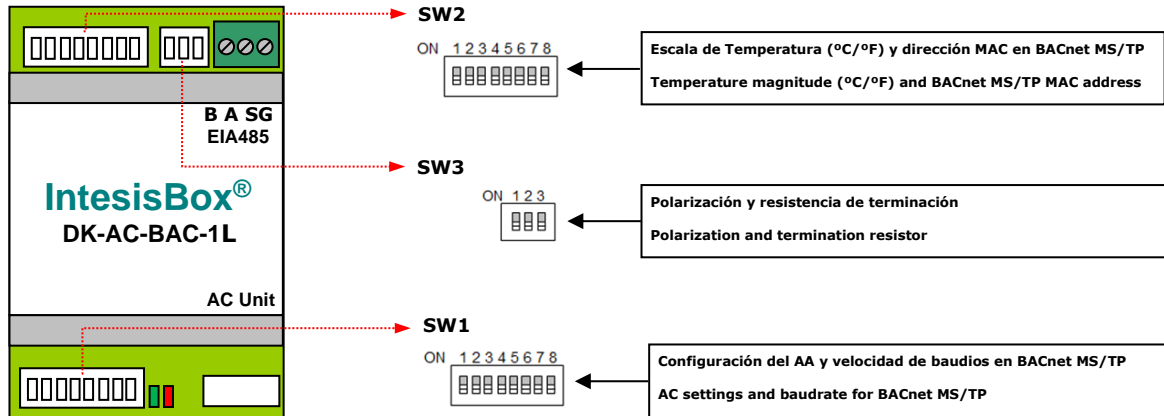 SW2
ON 1 2 3 4 5 6 7 8
Escala de Temperatura (ºC/ºF) y dirección MAC en BACnet MS/TP
Temperature magnitude (ºC/ºF) and BACnet MS/TP MAC address
B A SG
EIA485
SW3
ON 1 2 3
IntesisBox®
DK-AC-BAC-1L
Polarización y resistencia de terminación
Polarization and termination resistor
AC Unit
SW1
ON 1 2 3 4 5 6 7 8
Configuración del AA y velocidad de baudios en BACnet MS/TP
AC settings and baudrate for BACnet MS/TP